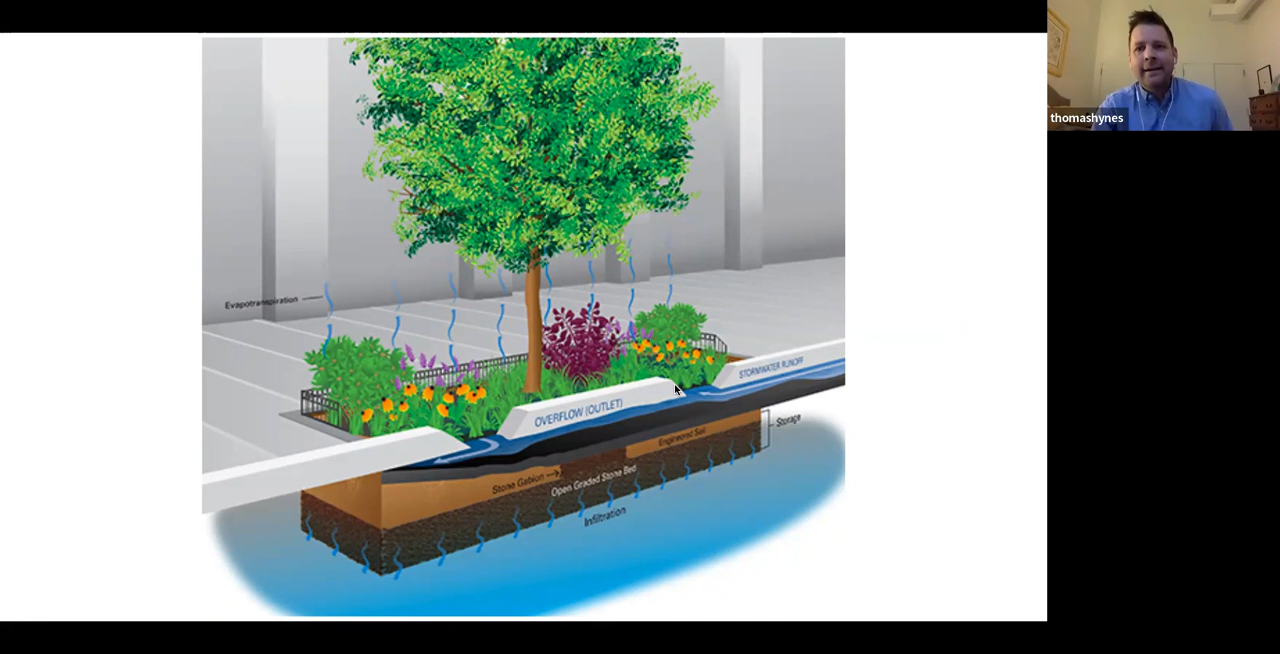 thomashynes
Evapotranspiration
STORMWATER RUNOFF
OVERFLOW (OUTLET)
Storage
Engineered Soil
Stone Gabion
Open Graded Stone Bed
Infiltration